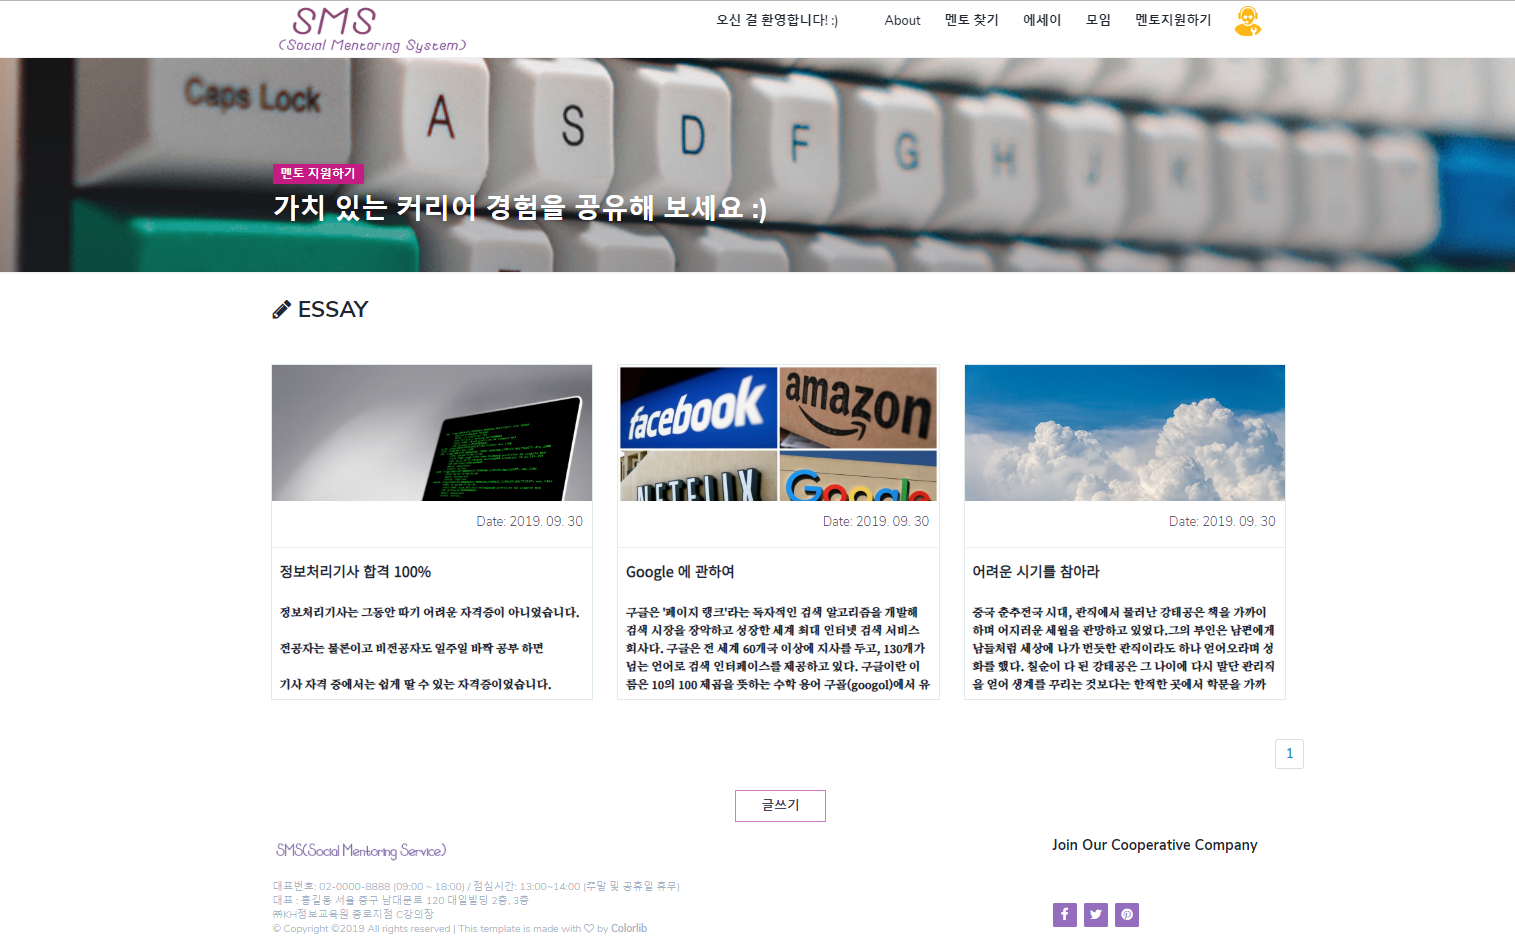 SMS
(Social Mentoring System)
오신 걸 환영합니다! :)
About
멘토 찾기
에세이
모임
멘토지원하기
Caps Lock
A
S
D
F
G
H
J
멘토 지원하기
가치 있는 커리어 경험을 공유해 보세요 :)
ESSAY
facebook
amazon
NETFLIX
Google
Date: 2019. 09. 30
Date: 2019. 09. 30
Date: 2019. 09. 30
정보처리기사 합격 100%
정보처리기사는 그동안 따기 어려운 자격증이 아니었습니다.
전공자는 물론이고 비전공자도 일주일 바짝 공부 하면
기사 자격 중에서는 쉽게 딸 수 있는 자격증이었습니다.
Google 에 관하여
구글은 '페이지 랭크'라는 독자적인 검색 알고리즘을 개발해
검색 시장을 장악하고 성장한 세계 최대 인터넷 검색 서비스
회사다. 구글은 전 세계 60개국 이상에 지사를 두고, 130개가
넘는 언어로 검색 인터페이스를 제공하고 있다. 구글이란 이
름은 10의 100 제곱을 뜻하는 수학 용어 구골(googol)에서 유
어려운 시기를 참아라
중국 춘추전국 시대, 관직에서 물러난 강태공은 책을 가까이
하며 어지러운 세월을 관망하고 있었다.그의 부인은 남편에게
남들처럼 세상에 나가 번듯한 관직이라도 하나 얻어오라며 성
화를 했다. 칠순이 다 된 강태공은 그 나이에 다시 말단 관리직
을 얻어 생계를 꾸리는 것보다는 한적한 곳에서 학문을 가까
1
글쓰기
SMS(Social Mentoring Service)
Join Our Cooperative Company
대표번호: 02-0000-8888 (09:00 ~ 18:00) / 점심시간: 13:00~14:00 (주말 및 공휴일 휴무)
대표 : 홍길동 서울 중구 남대문로 120 대일빌딩 2층, 3층
㈜KH정보교육원 종로지점 C강의장
© Copyright ©2019 All rights reserved | This template is made with ♡ by Colorlib